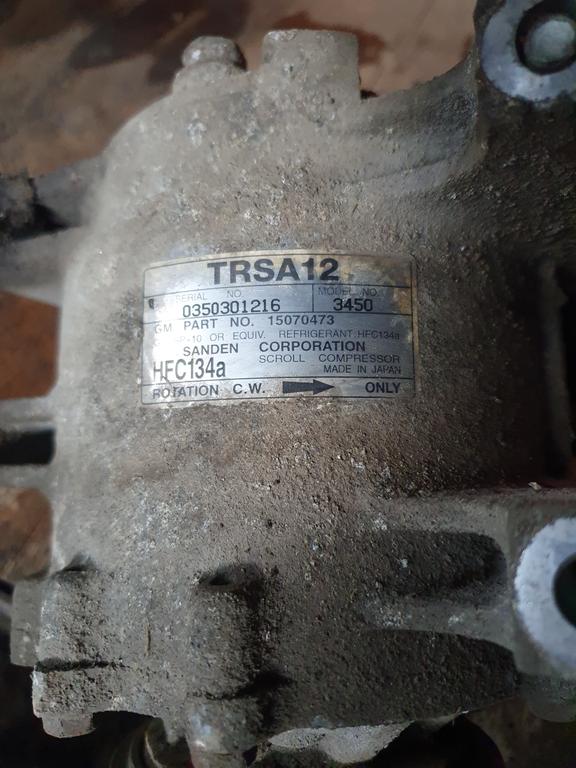 TRSA12
SERIAL NO. MODEL NO.
0350301216 3450
GM PART NO. 15070473
-10 OR EQUIV. REFRIGERANT:HFC134a
SANDEN CORPORATION
SCROLL COMPRESSOR
HFC134a MADE IN JAPAN
ROTATION C.W. ONLY